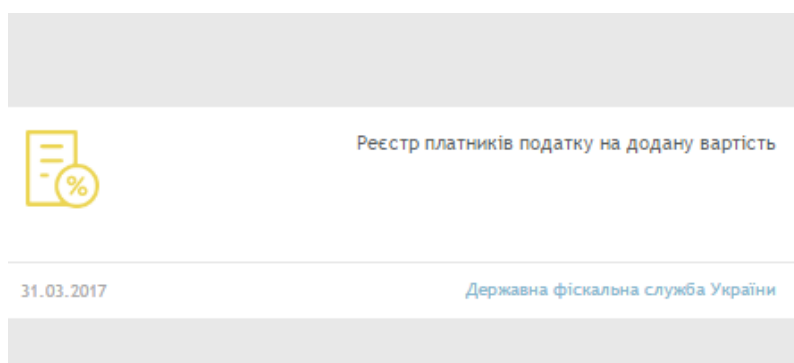 Реєстр платників податку на додану вартість
%
31.03.2017
Державна фіскальна служба України